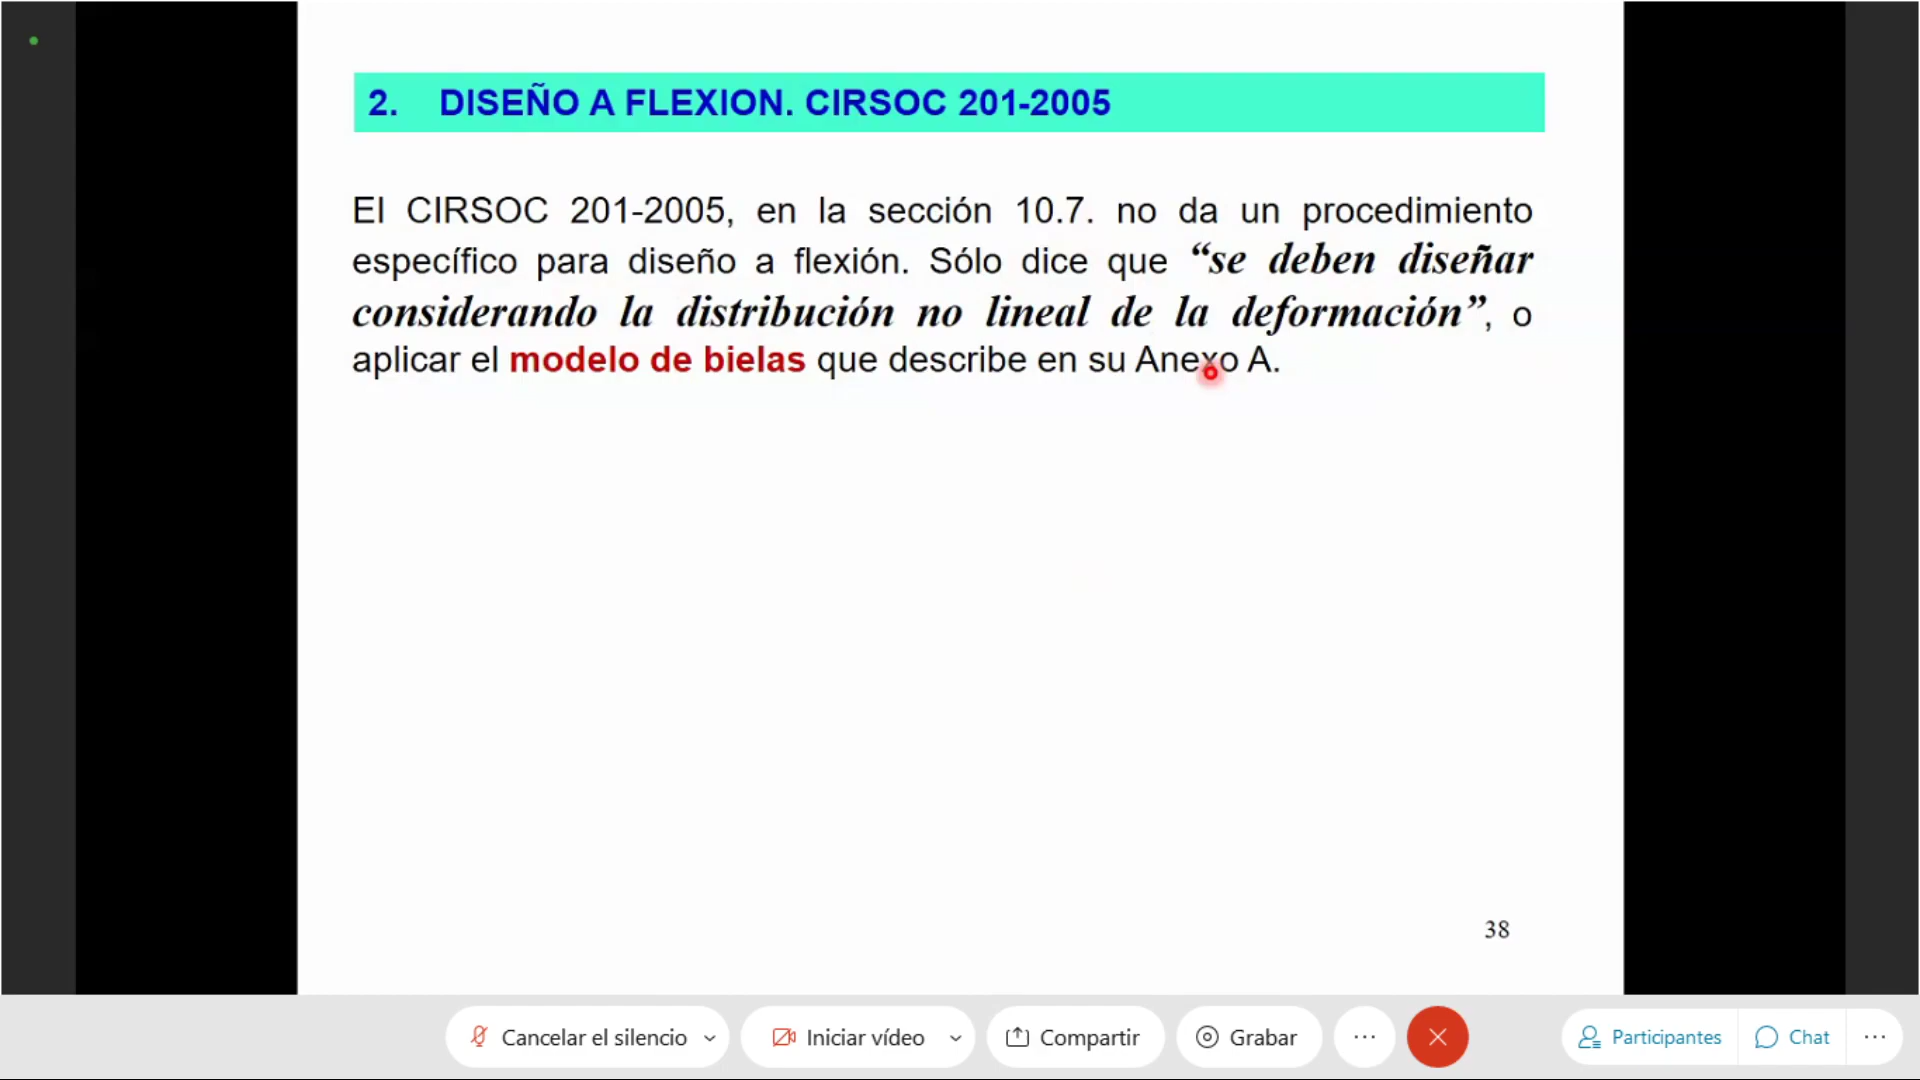 2. DISEÑO A FLEXION. CIRSOC 201-2005
El CIRSOC 201-2005, en la sección 10.7. no da un procedimiento
específico para diseño a flexión. Sólo dice que “se deben diseñar
considerando la distribución no lineal de la deformación”, o
aplicar el modelo de bielas que describe en su Anexo A.
38
Cancelar el silencio
Iniciar vídeo
Compartir
Grabar
Participantes
Chat